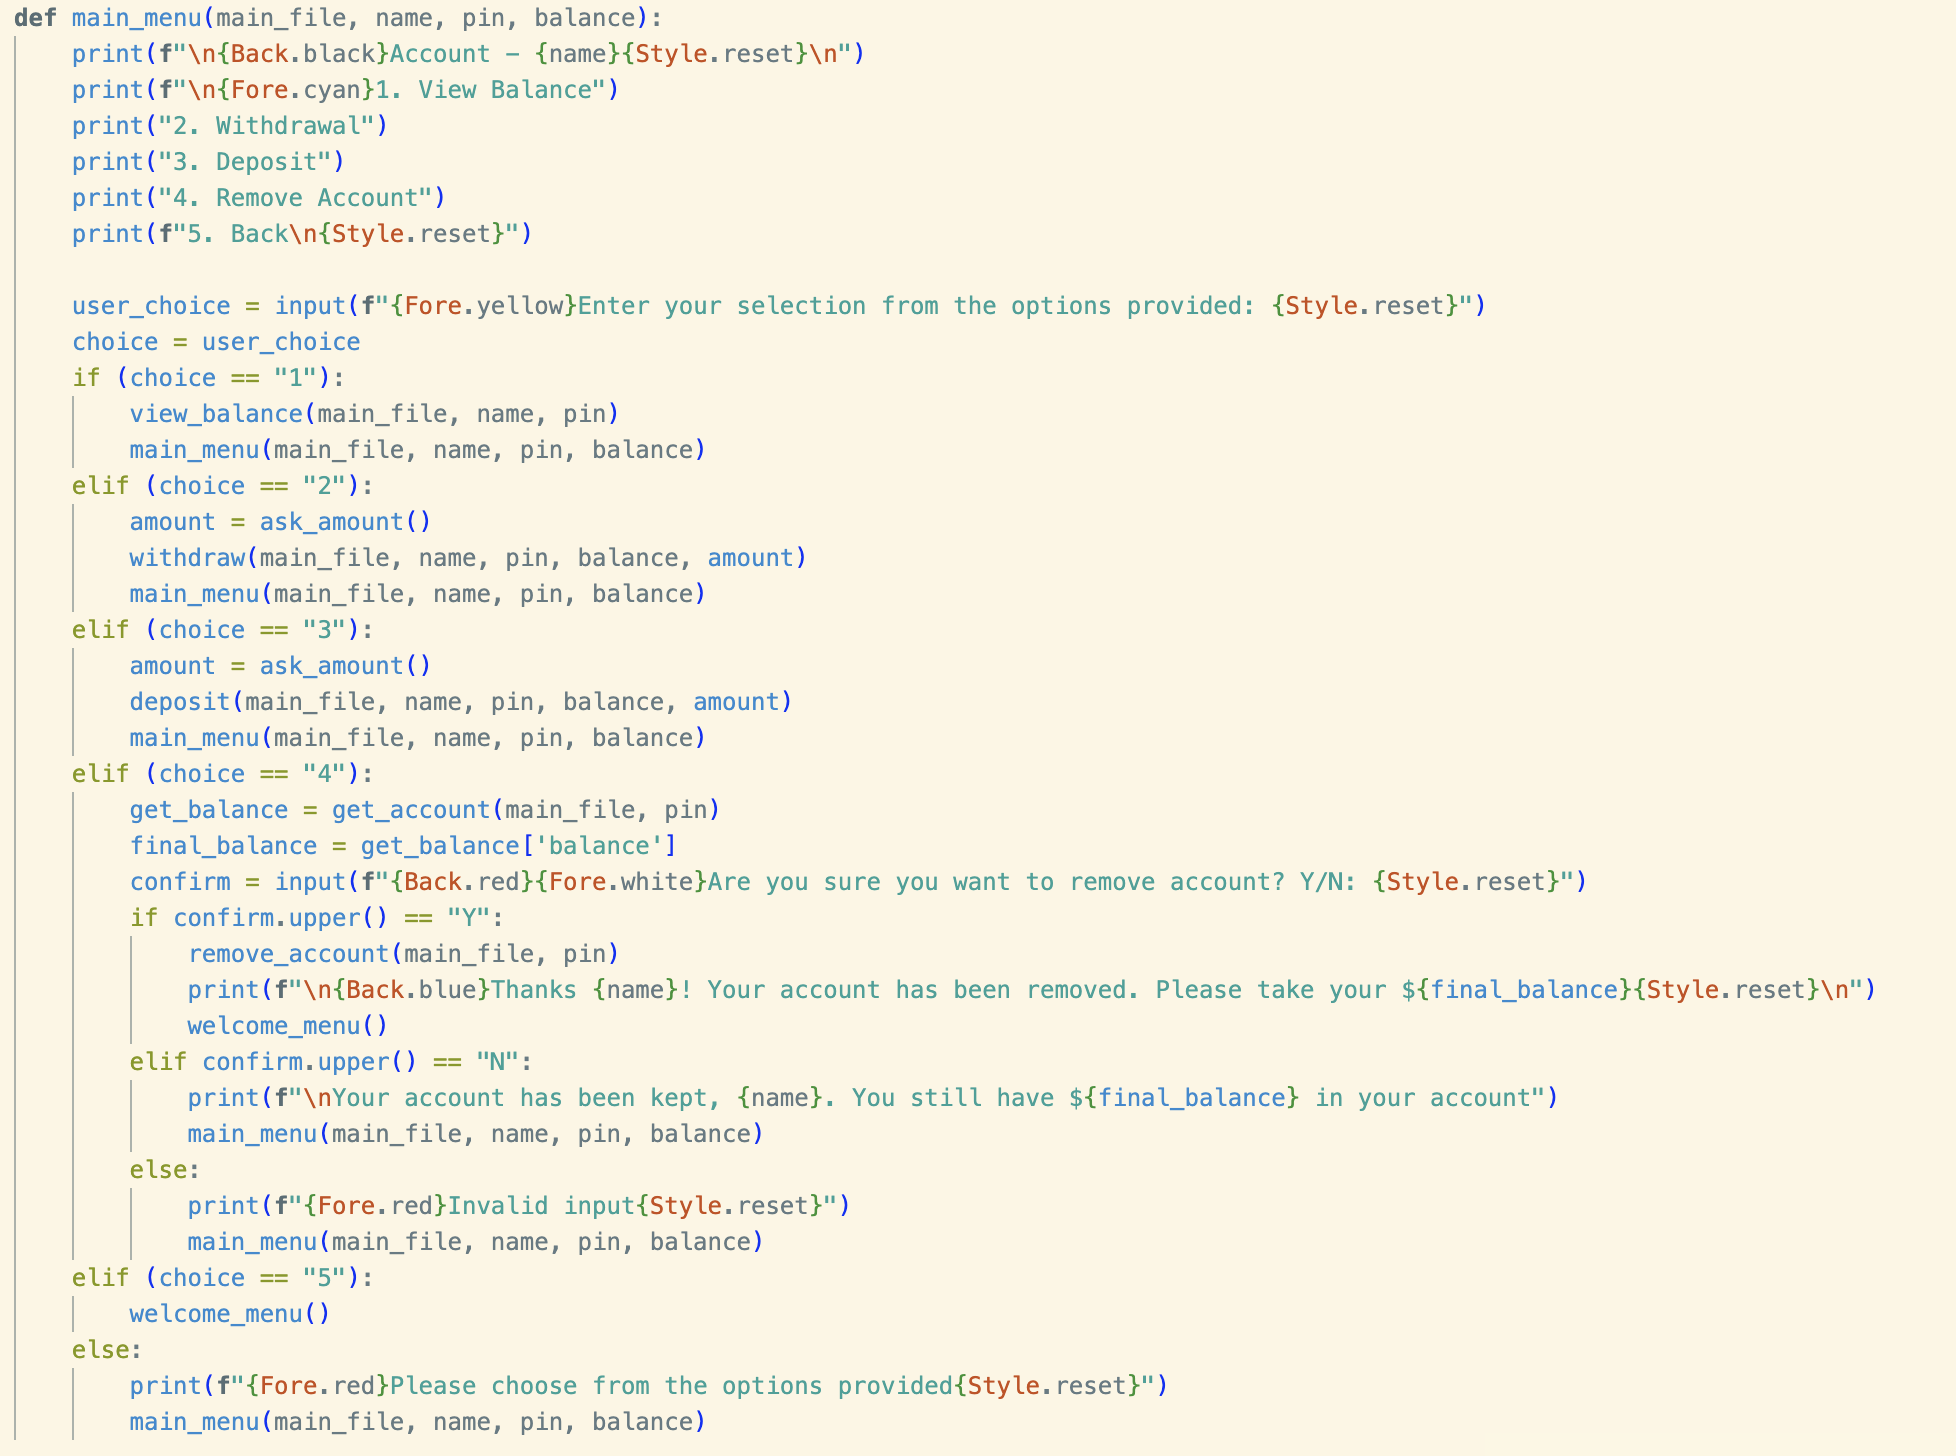 def main_menu(main_file, name, pin, balance):
    print(f"\n{Back.black}Account – {name}{Style.reset}\n")
    print(f"\n{Fore.cyan}1. View Balance")
    print("2. Withdrawal")
    print("3. Deposit")
    print("4. Remove Account")
    print(f"5. Back\n{Style.reset}")

    user_choice = input(f"{Fore.yellow}Enter your selection from the options provided: {Style.reset}")
    choice = user_choice
    if (choice == "1"):
        view_balance(main_file, name, pin)
        main_menu(main_file, name, pin, balance)
    elif (choice == "2"):
        amount = ask_amount()
        withdraw(main_file, name, pin, balance, amount)
        main_menu(main_file, name, pin, balance)
    elif (choice == "3"):
        amount = ask_amount()
        deposit(main_file, name, pin, balance, amount)
        main_menu(main_file, name, pin, balance)
    elif (choice == "4"):
        get_balance = get_account(main_file, pin)
        final_balance = get_balance['balance']
        confirm = input(f"{Back.red}{Fore.white}Are you sure you want to remove account? Y/N: {Style.reset}")
        if confirm.upper() == "Y":
            remove_account(main_file, pin)
            print(f"\n{Back.blue}Thanks {name}! Your account has been removed. Please take your ${final_balance}{Style.reset}\n")
            welcome_menu()
        elif confirm.upper() == "N":
            print(f"\nYour account has been kept, {name}. You still have ${final_balance} in your account")
            main_menu(main_file, name, pin, balance)
        else:
            print(f"{Fore.red}Invalid input{Style.reset}")
            main_menu(main_file, name, pin, balance)
    elif (choice == "5"):
        welcome_menu()
    else:
        print(f"{Fore.red}Please choose from the options provided{Style.reset}")
        main_menu(main_file, name, pin, balance)